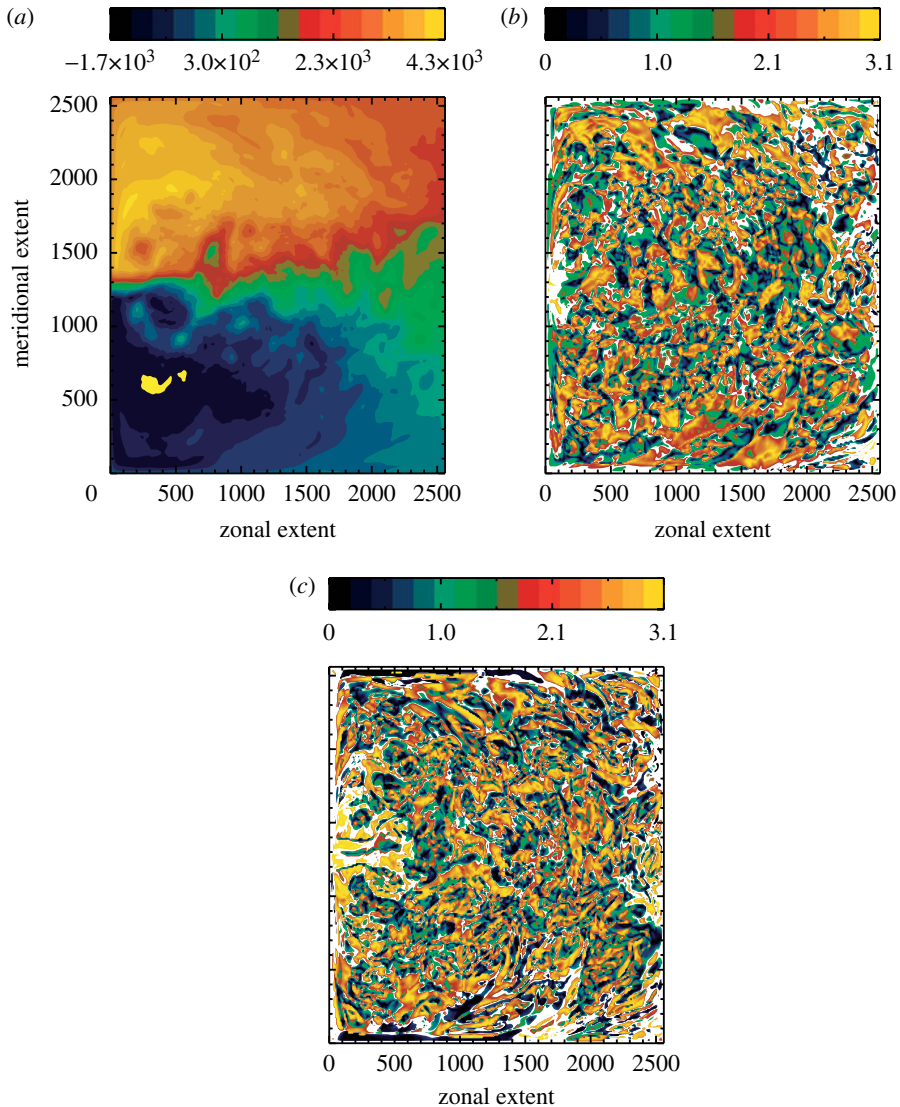 (a)
−1.7×10³ 3.0×10² 2.3×10³ 4.3×10³
2500
2000
1500
1000
500
0
meridional extent
500 1000 1500 2000 2500
zonal extent
(b)
0 1.0 2.1 3.1
0 500 1000 1500 2000 2500
zonal extent
(c)
0 1.0 2.1 3.1
0 500 1000 1500 2000 2500
zonal extent